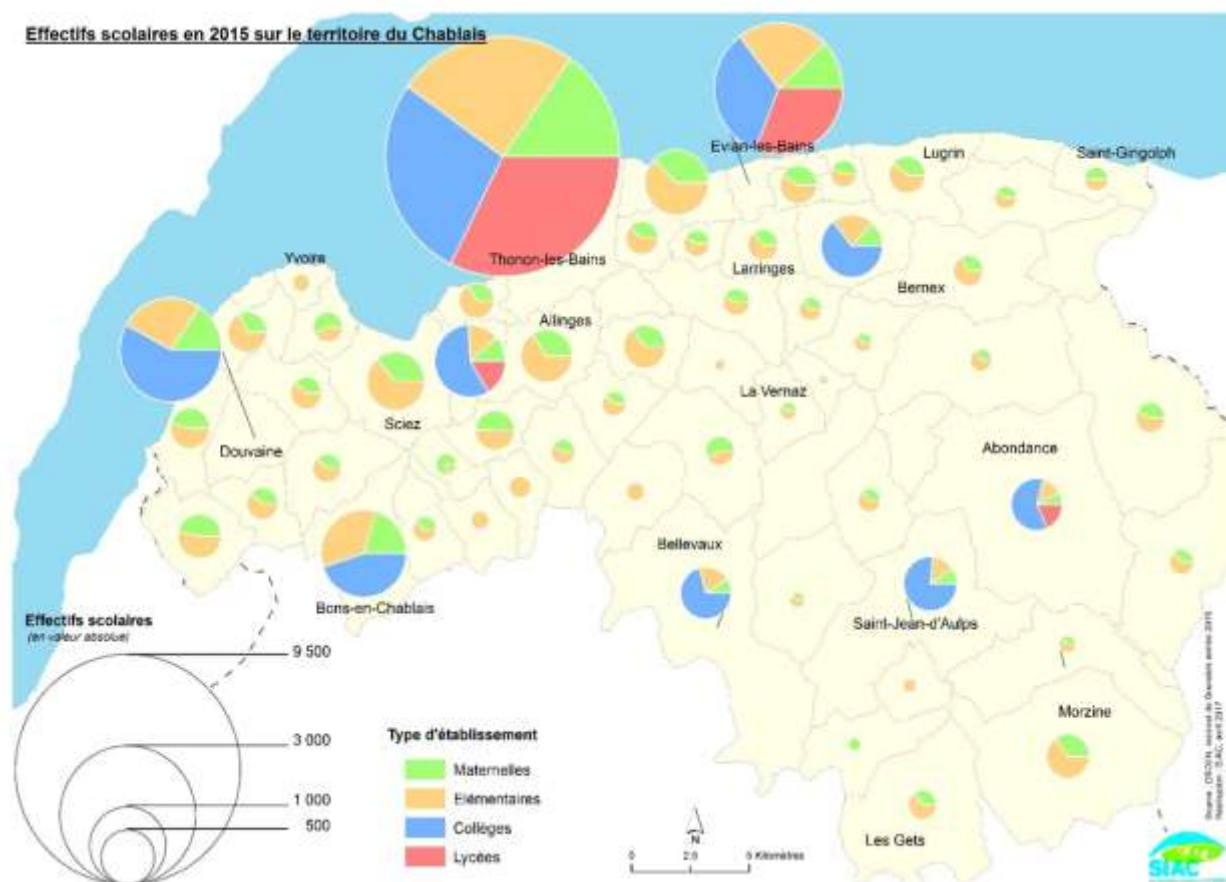 Effectifs scolaires en 2015 sur le territoire du Chablais
Evian-les-Bains
Lugrin
Saint-Gingolph
Thonon-les-Bains
Yvoire
Larringes
Bernex
Allinges
La Vernaz
Sciez
Douvaine
Abondance
Bellevaux
Bons-en-Chablais
Saint-Jean-d'Aulps
Morzine
Les Gets
Effectifs scolaires
(en valeur absolue)
9 500
3 000
1 000
500
Type d'établissement
Maternelles
Elémentaires
Collèges
Lycées
N
0 2.5 5 Kilomètres
SIAC